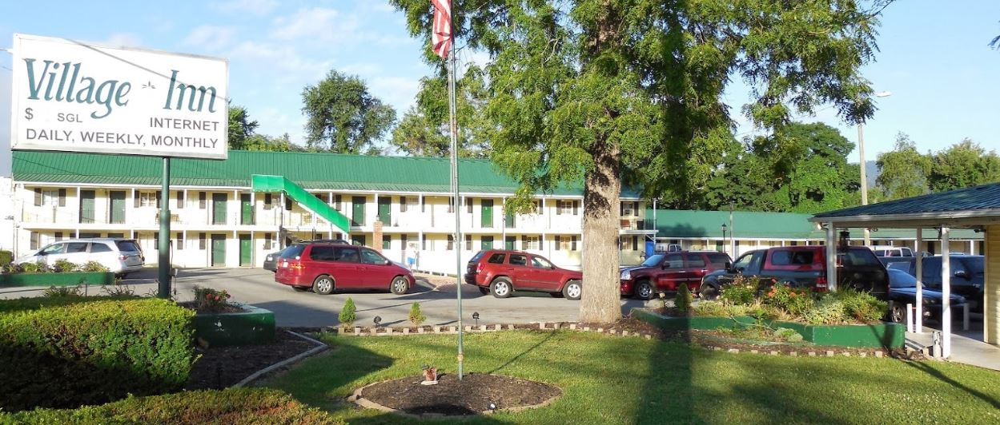 Village Inn
$ SGL INTERNET
DAILY, WEEKLY, MONTHLY